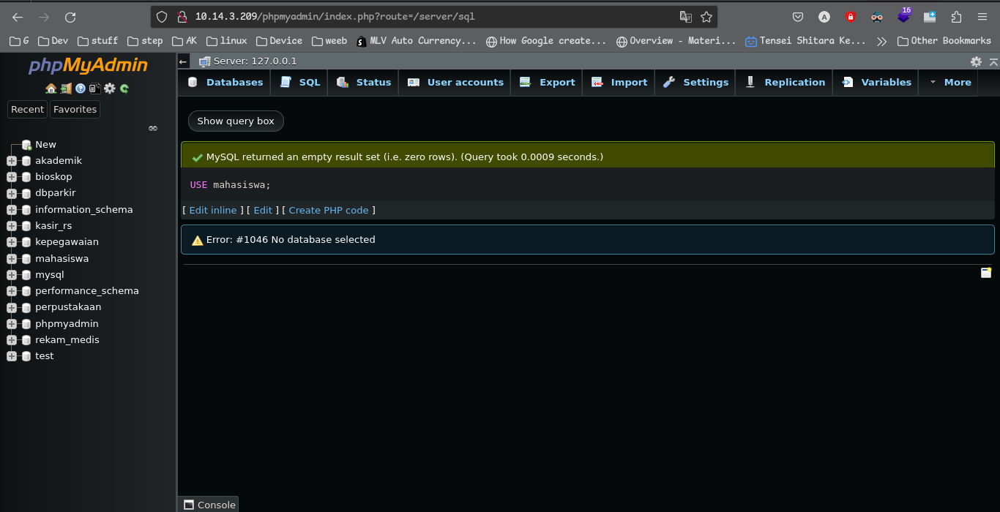 10.14.3.209/phpmyadmin/index.php?route=/server/sql
A
16
G Dev stuff step AK linux Device weeb MLV Auto Currency... How Google create... Overview - Materi... Tensei Shitara Ke... Other Bookmarks
phpMyAdmin
Recent Favorites
New
akademik
bioskop
dbparkir
information_schema
kasir_rs
kepegawaian
mahasiswa
mysql
performance_schema
perpustakaan
phpmyadmin
rekam_medis
test
Server: 127.0.0.1
Databases SQL Status User accounts Export Import Settings Replication Variables More
Show query box
MySQL returned an empty result set (i.e. zero rows). (Query took 0.0009 seconds.)
USE mahasiswa;
[ Edit inline ] [ Edit ] [ Create PHP code ]
Error: #1046 No database selected
Console